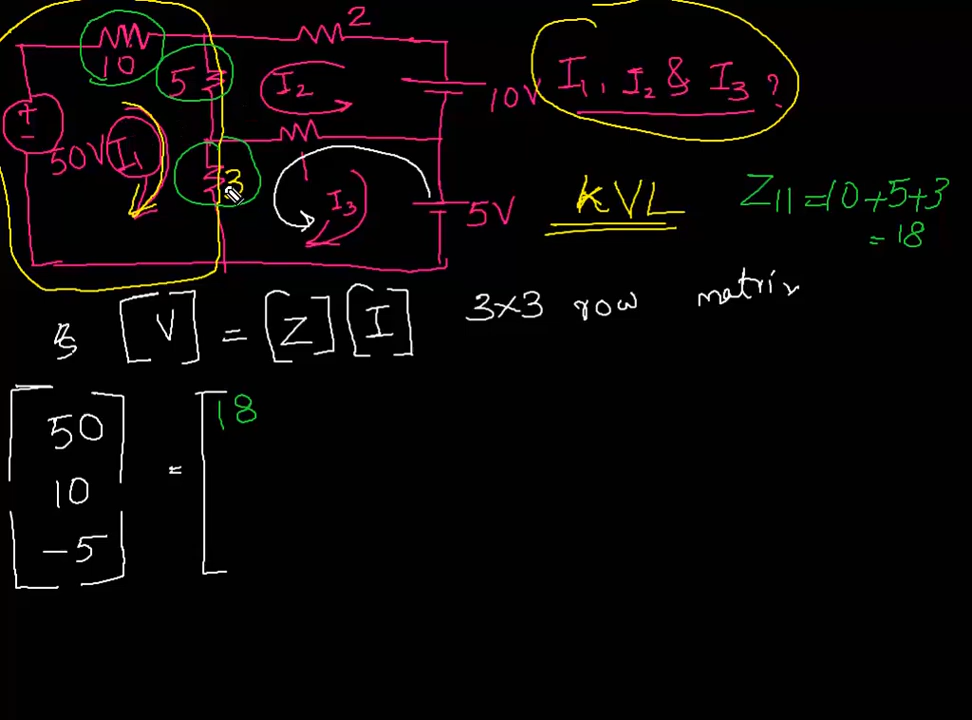 2
10
5
I₂
10V
I₁, I₂ & I₃ ?
+
-
50V
I₁
3
1
I₃
5V
KVL
Z11 = 10+5+3
= 18
[V] = [Z] [I]
3×3 row matrix
50
10
-5
=
18